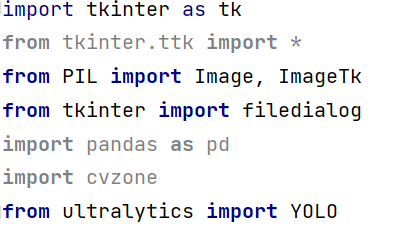 import tkinter as tk
from tkinter.ttk import *
from PIL import Image, ImageTk
from tkinter import filedialog
import pandas as pd
import cvzone
from ultralytics import YOLO